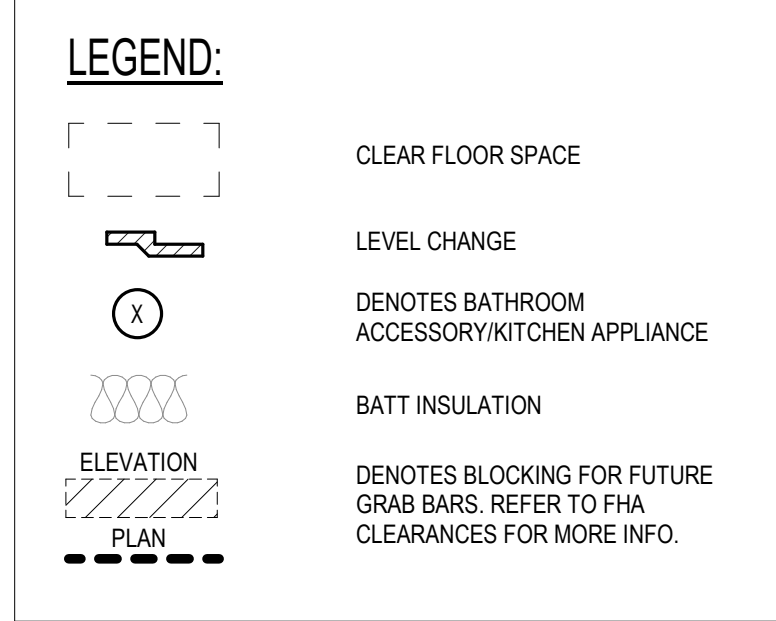 LEGEND:
CLEAR FLOOR SPACE
LEVEL CHANGE
X
DENOTES BATHROOM
ACCESSORY/KITCHEN APPLIANCE
BATT INSULATION
ELEVATION
PLAN
DENOTES BLOCKING FOR FUTURE
GRAB BARS. REFER TO FHA
CLEARANCES FOR MORE INFO.